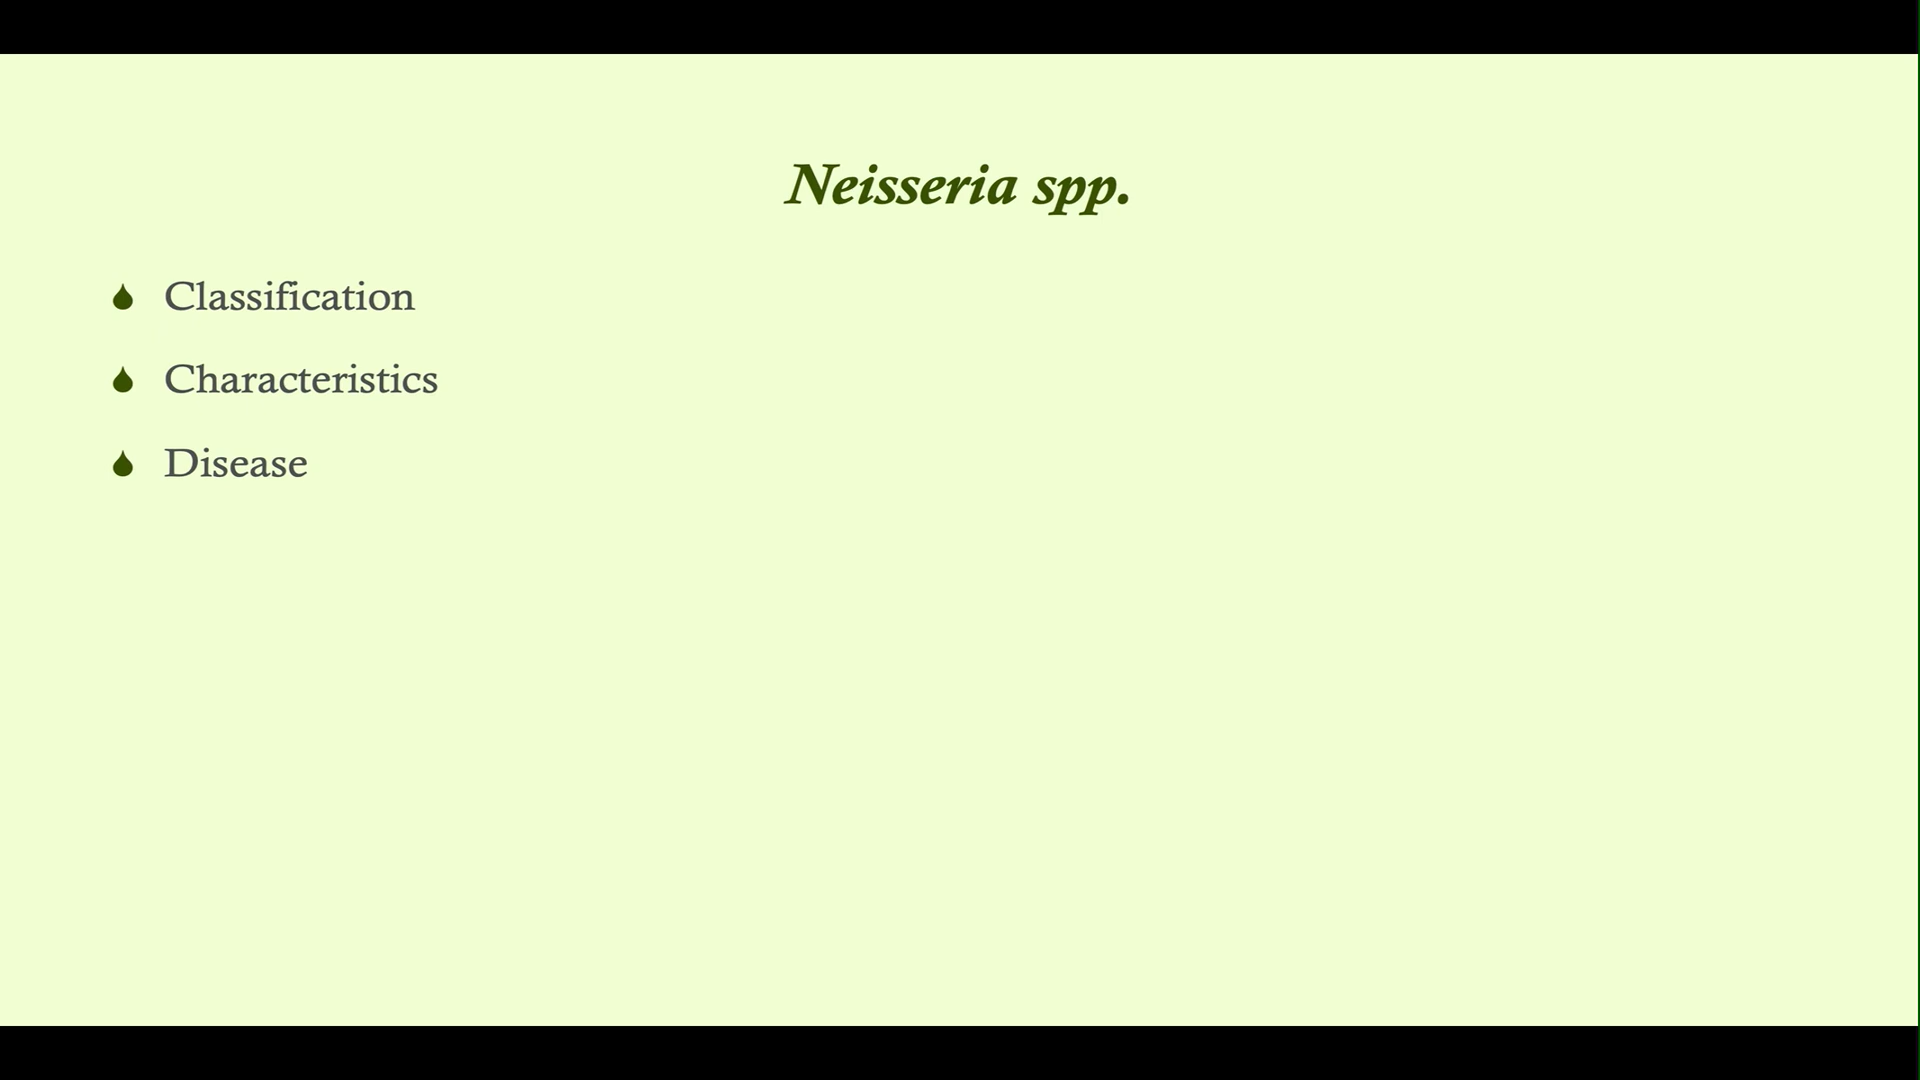 Neisseria spp.
Classification
Characteristics
Disease